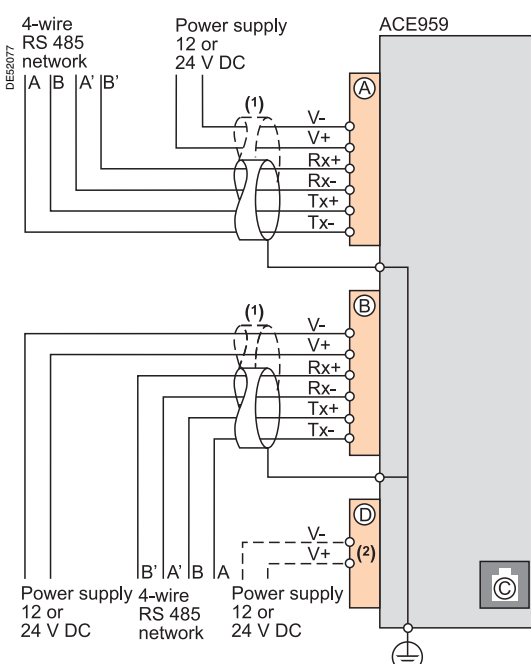 4-wire
RS 485
network
A B A' B'
DE52077
Power supply
12 or
24 V DC
ACE959
(1)
A
V-
V+
Rx+
Rx-
Tx+
Tx-
(1)
B
V-
V+
Rx+
Rx-
Tx+
Tx-
D
V-
V+
(2)
C
B' A' B A
Power supply
12 or
24 V DC
4-wire
RS 485
network
Power supply
12 or
24 V DC